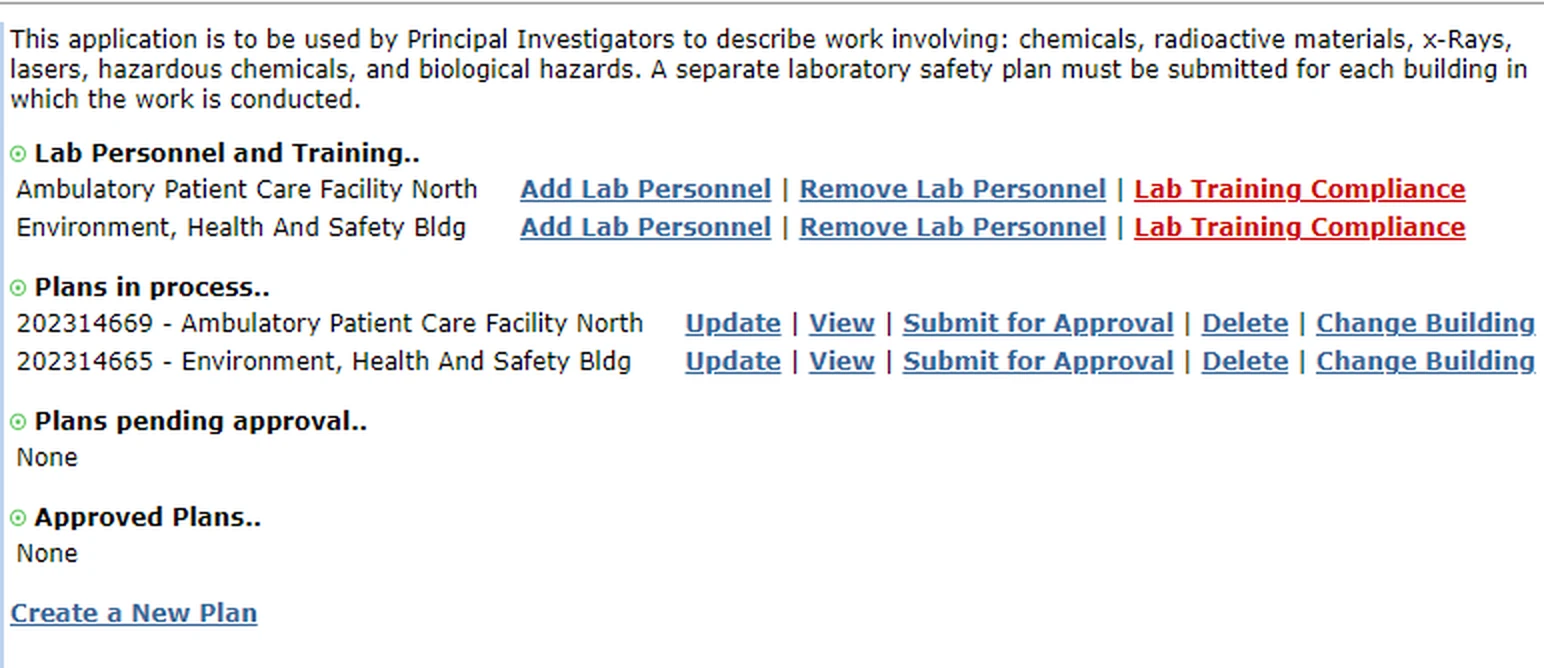 This application is to be used by Principal Investigators to describe work involving: chemicals, radioactive materials, x-Rays,
lasers, hazardous chemicals, and biological hazards. A separate laboratory safety plan must be submitted for each building in
which the work is conducted.
Lab Personnel and Training..
Ambulatory Patient Care Facility North Add Lab Personnel | Remove Lab Personnel | Lab Training Compliance
Environment, Health And Safety Bldg Add Lab Personnel | Remove Lab Personnel | Lab Training Compliance
Plans in process..
202314669 - Ambulatory Patient Care Facility North Update | View | Submit for Approval | Delete | Change Building
202314665 - Environment, Health And Safety Bldg Update | View | Submit for Approval | Delete | Change Building
Plans pending approval..
None
Approved Plans..
None
Create a New Plan